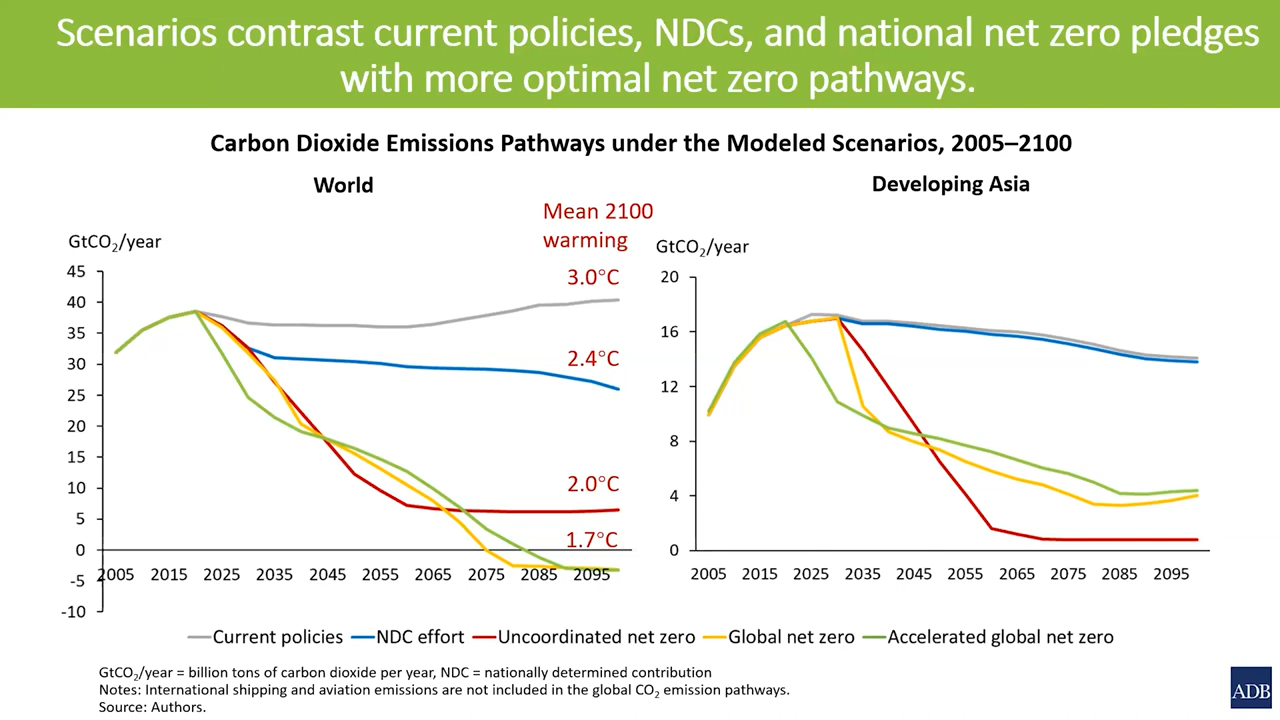 Scenarios contrast current policies, NDCs, and national net zero pledges
with more optimal net zero pathways.
Carbon Dioxide Emissions Pathways under the Modeled Scenarios, 2005–2100
World
Developing Asia
Mean 2100
warming
GtCO₂/year
GtCO₂/year
45
40
35
30
25
20
15
10
5
0
-5
-10
3.0°C
2.4°C
2.0°C
1.7°C
2005 2015 2025 2035 2045 2055 2065 2075 2085 2095
20
16
12
8
4
0
2005 2015 2025 2035 2045 2055 2065 2075 2085 2095
Current policies NDC effort Uncoordinated net zero Global net zero Accelerated global net zero
GtCO₂/year = billion tons of carbon dioxide per year, NDC = nationally determined contribution
Notes: International shipping and aviation emissions are not included in the global CO₂ emission pathways.
Source: Authors.
ADB